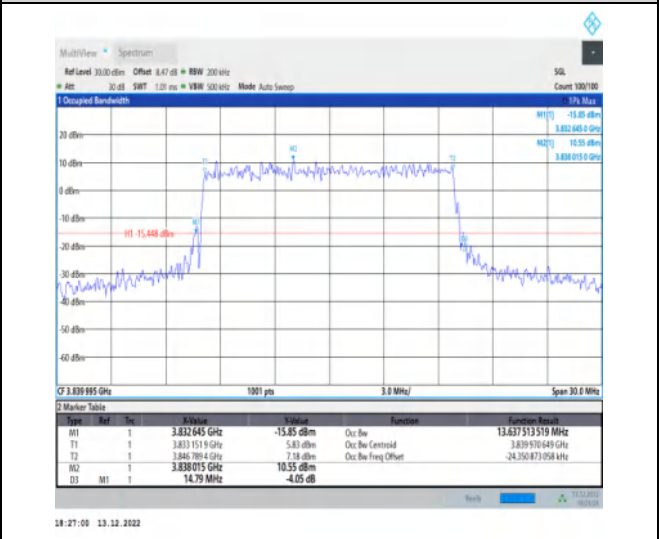 MultiView Spectrum
Ref Level 30.00 dBm Offset 8.47 dB RBW 200 kHz SGL
Att 30 dB SWT 1.01 ms VBW 500 kHz Mode Auto Sweep Count 100/100
1 Occupied Bandwidth 1Pk Max
M1[1] -15.85 dBm
3.832 645 0 GHz
M2[1] 10.55 dBm
3.838 015 0 GHz
20 dBm
10 dBm
0 dBm
-10 dBm
-20 dBm
-30 dBm
-40 dBm
-50 dBm
-60 dBm
M2
T1
T2
M1
H1 -15.448 dBm
CF 3.839 995 GHz 1001 pts 3.0 MHz/ Span 30.0 MHz
2 Marker Table
Type Ref Trc X-Value Y-Value Function Function Result
M1 1 3.832 645 GHz -15.85 dBm Occ Bw 13.637 513 519 MHz
T1 1 3.833 151 9 GHz 5.83 dBm Occ Bw Centroid 3.839 970 649 GHz
T2 1 3.846 789 4 GHz 7.18 dBm Occ Bw Freq Offset -24.350 873 058 kHz
M2 1 3.838 015 GHz 10.55 dBm
D3 M1 1 14.79 MHz -4.05 dB
Ready
18:27:00 13.12.2022